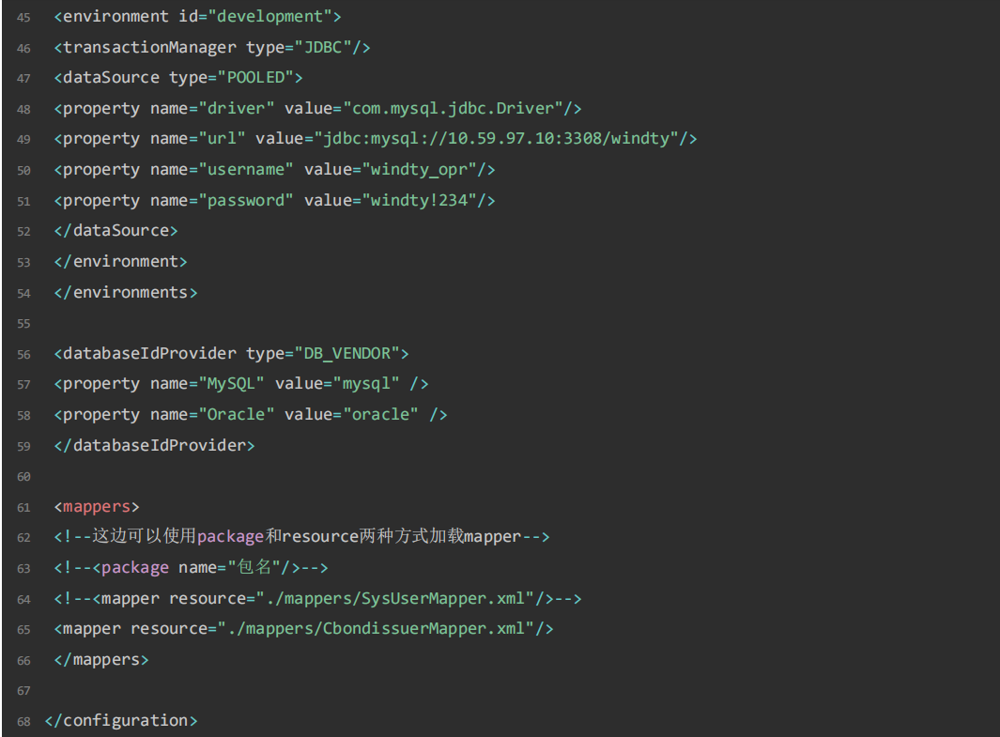 45 <environment id="development">
46 <transactionManager type="JDBC"/>
47 <dataSource type="POOLED">
48 <property name="driver" value="com.mysql.jdbc.Driver"/>
49 <property name="url" value="jdbc:mysql://10.59.97.10:3308/windty"/>
50 <property name="username" value="windty_opr"/>
51 <property name="password" value="windty!234"/>
52 </dataSource>
53 </environment>
54 </environments>
55
56 <databaseIdProvider type="DB_VENDOR">
57 <property name="MySQL" value="mysql" />
58 <property name="Oracle" value="oracle" />
59 </databaseIdProvider>
60
61 <mappers>
62 <!--这边可以使用package和resource两种方式加载mapper-->
63 <!--<package name="包名"/>-->
64 <!--<mapper resource="./mappers/SysUserMapper.xml"/>-->
65 <mapper resource="./mappers/CbondissuerMapper.xml"/>
66 </mappers>
67
68 </configuration>